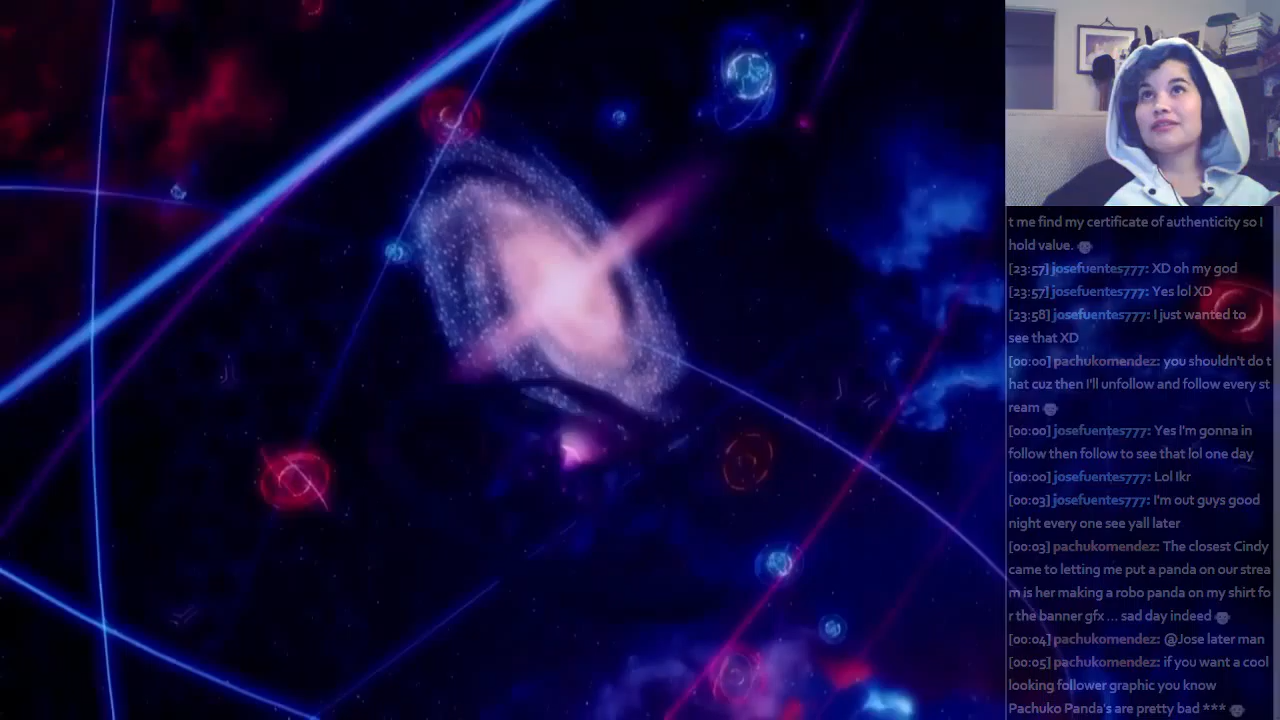 t me find my certificate of authenticity so I
hold value.
[23:57] josefuentes777: XD oh my god
[23:57] josefuentes777: Yes lol XD
[23:58] josefuentes777: I just wanted to
see that XD
[00:00] pachukomendez: you shouldn't do t
hat cuz then I'll unfollow and follow every st
ream
[00:00] josefuentes777: Yes I'm gonna in
follow then follow to see that lol one day
[00:00] josefuentes777: Lol Ikr
[00:03] josefuentes777: I'm out guys good
night every one see yall later
[00:03] pachukomendez: The closest Cindy
came to letting me put a panda on our strea
m is her making a robo panda on my shirt fo
r the banner gfx ... sad day indeed
[00:04] pachukomendez: @Jose later man
[00:05] pachukomendez: if you want a cool
looking follower graphic you know
Pachuko Panda's are pretty bad ***